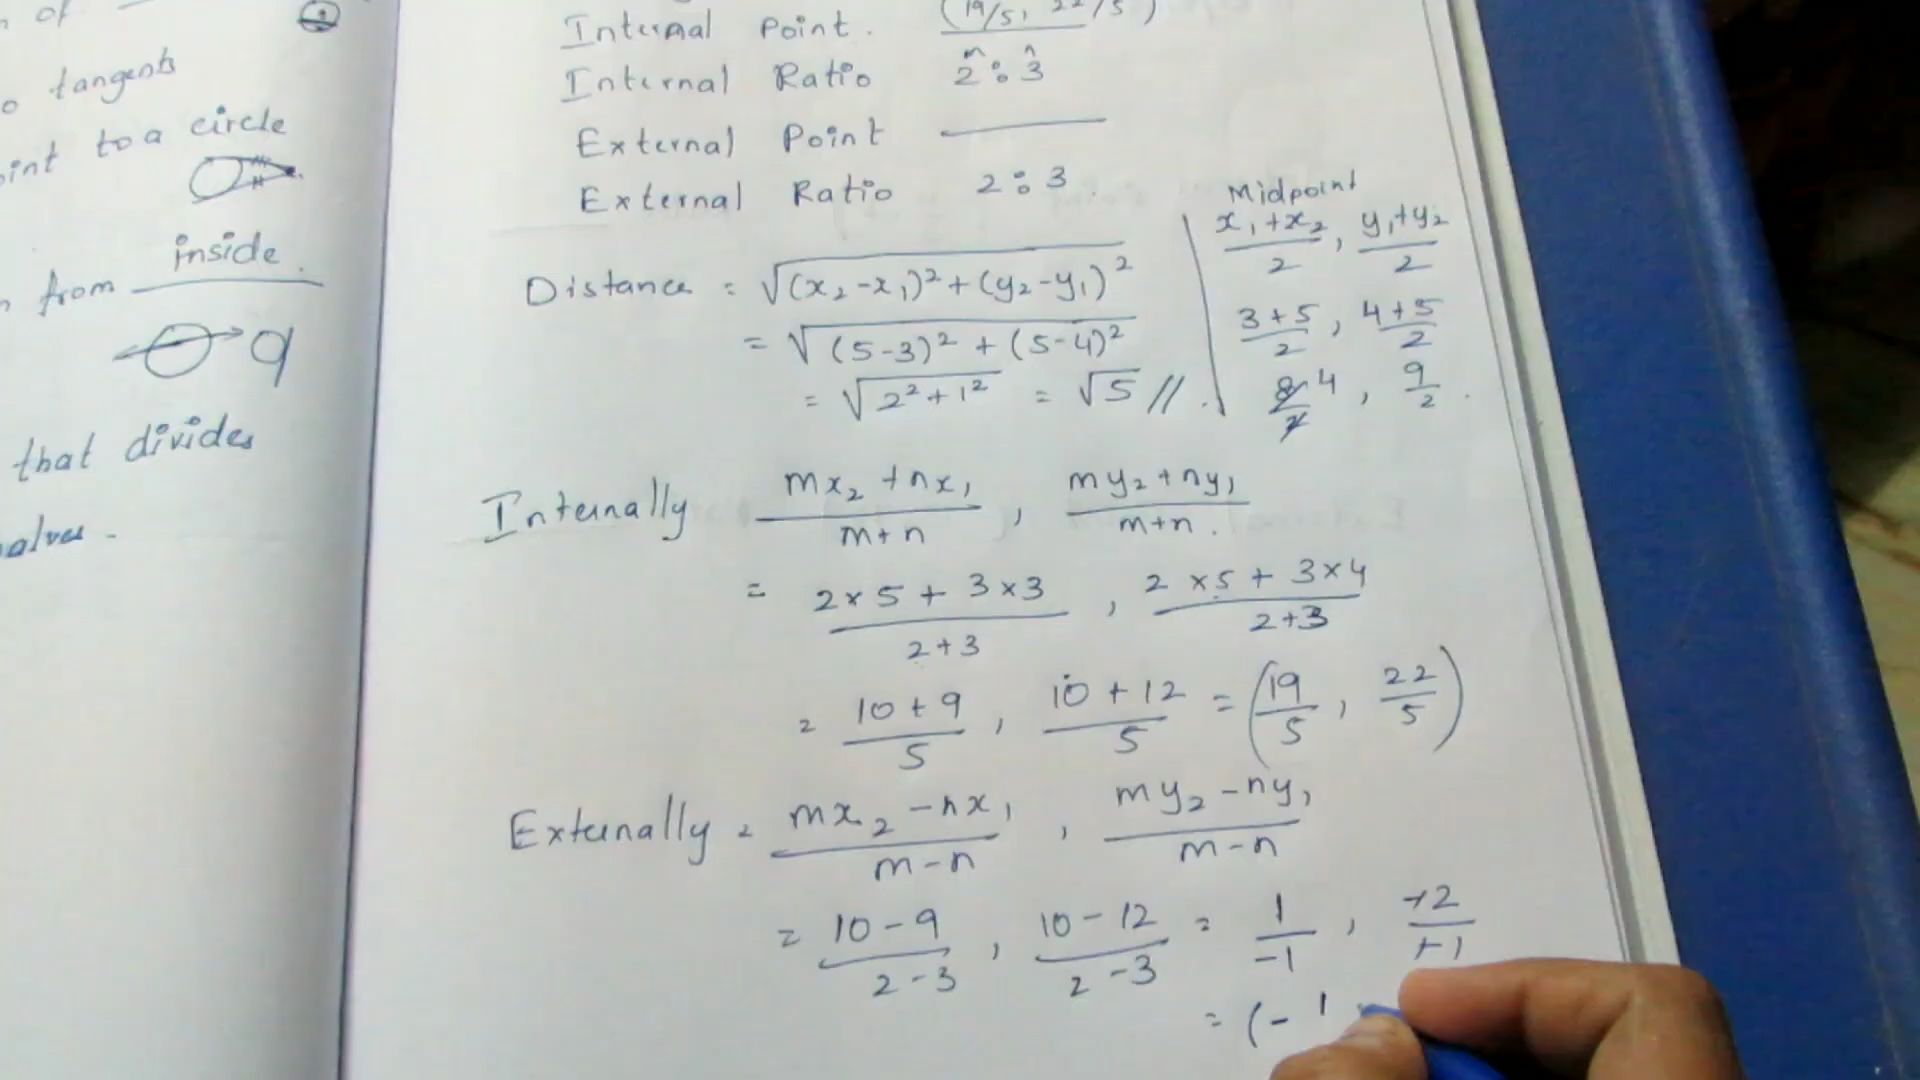 of
tangents
to a circle
inside.
from
that divides
Internal Point. (19/5, 22/5)
m n
Internal Ratio 2:3
External Point
External Ratio 2:3
Midpoint
x₁+x₂/2, y₁+y₂/2
3+5/2, 4+5/2
8/2 4, 9/2.
Distance = √(x₂-x₁)²+(y₂-y₁)²
= √(5-3)² + (5-4)²
= √2²+1² = √5 //.
Internally mx₂+nx₁/m+n, my₂+ny₁/m+n.
= 2×5+3×3/2+3, 2×5+3×4/2+3
= 10+9/5, 10+12/5 = (19/5, 22/5)
Externally = mx₂-nx₁/m-n, my₂-ny₁/m-n
= 10-9/2-3, 10-12/2-3 = 1/-1, -2/-1
= (-1